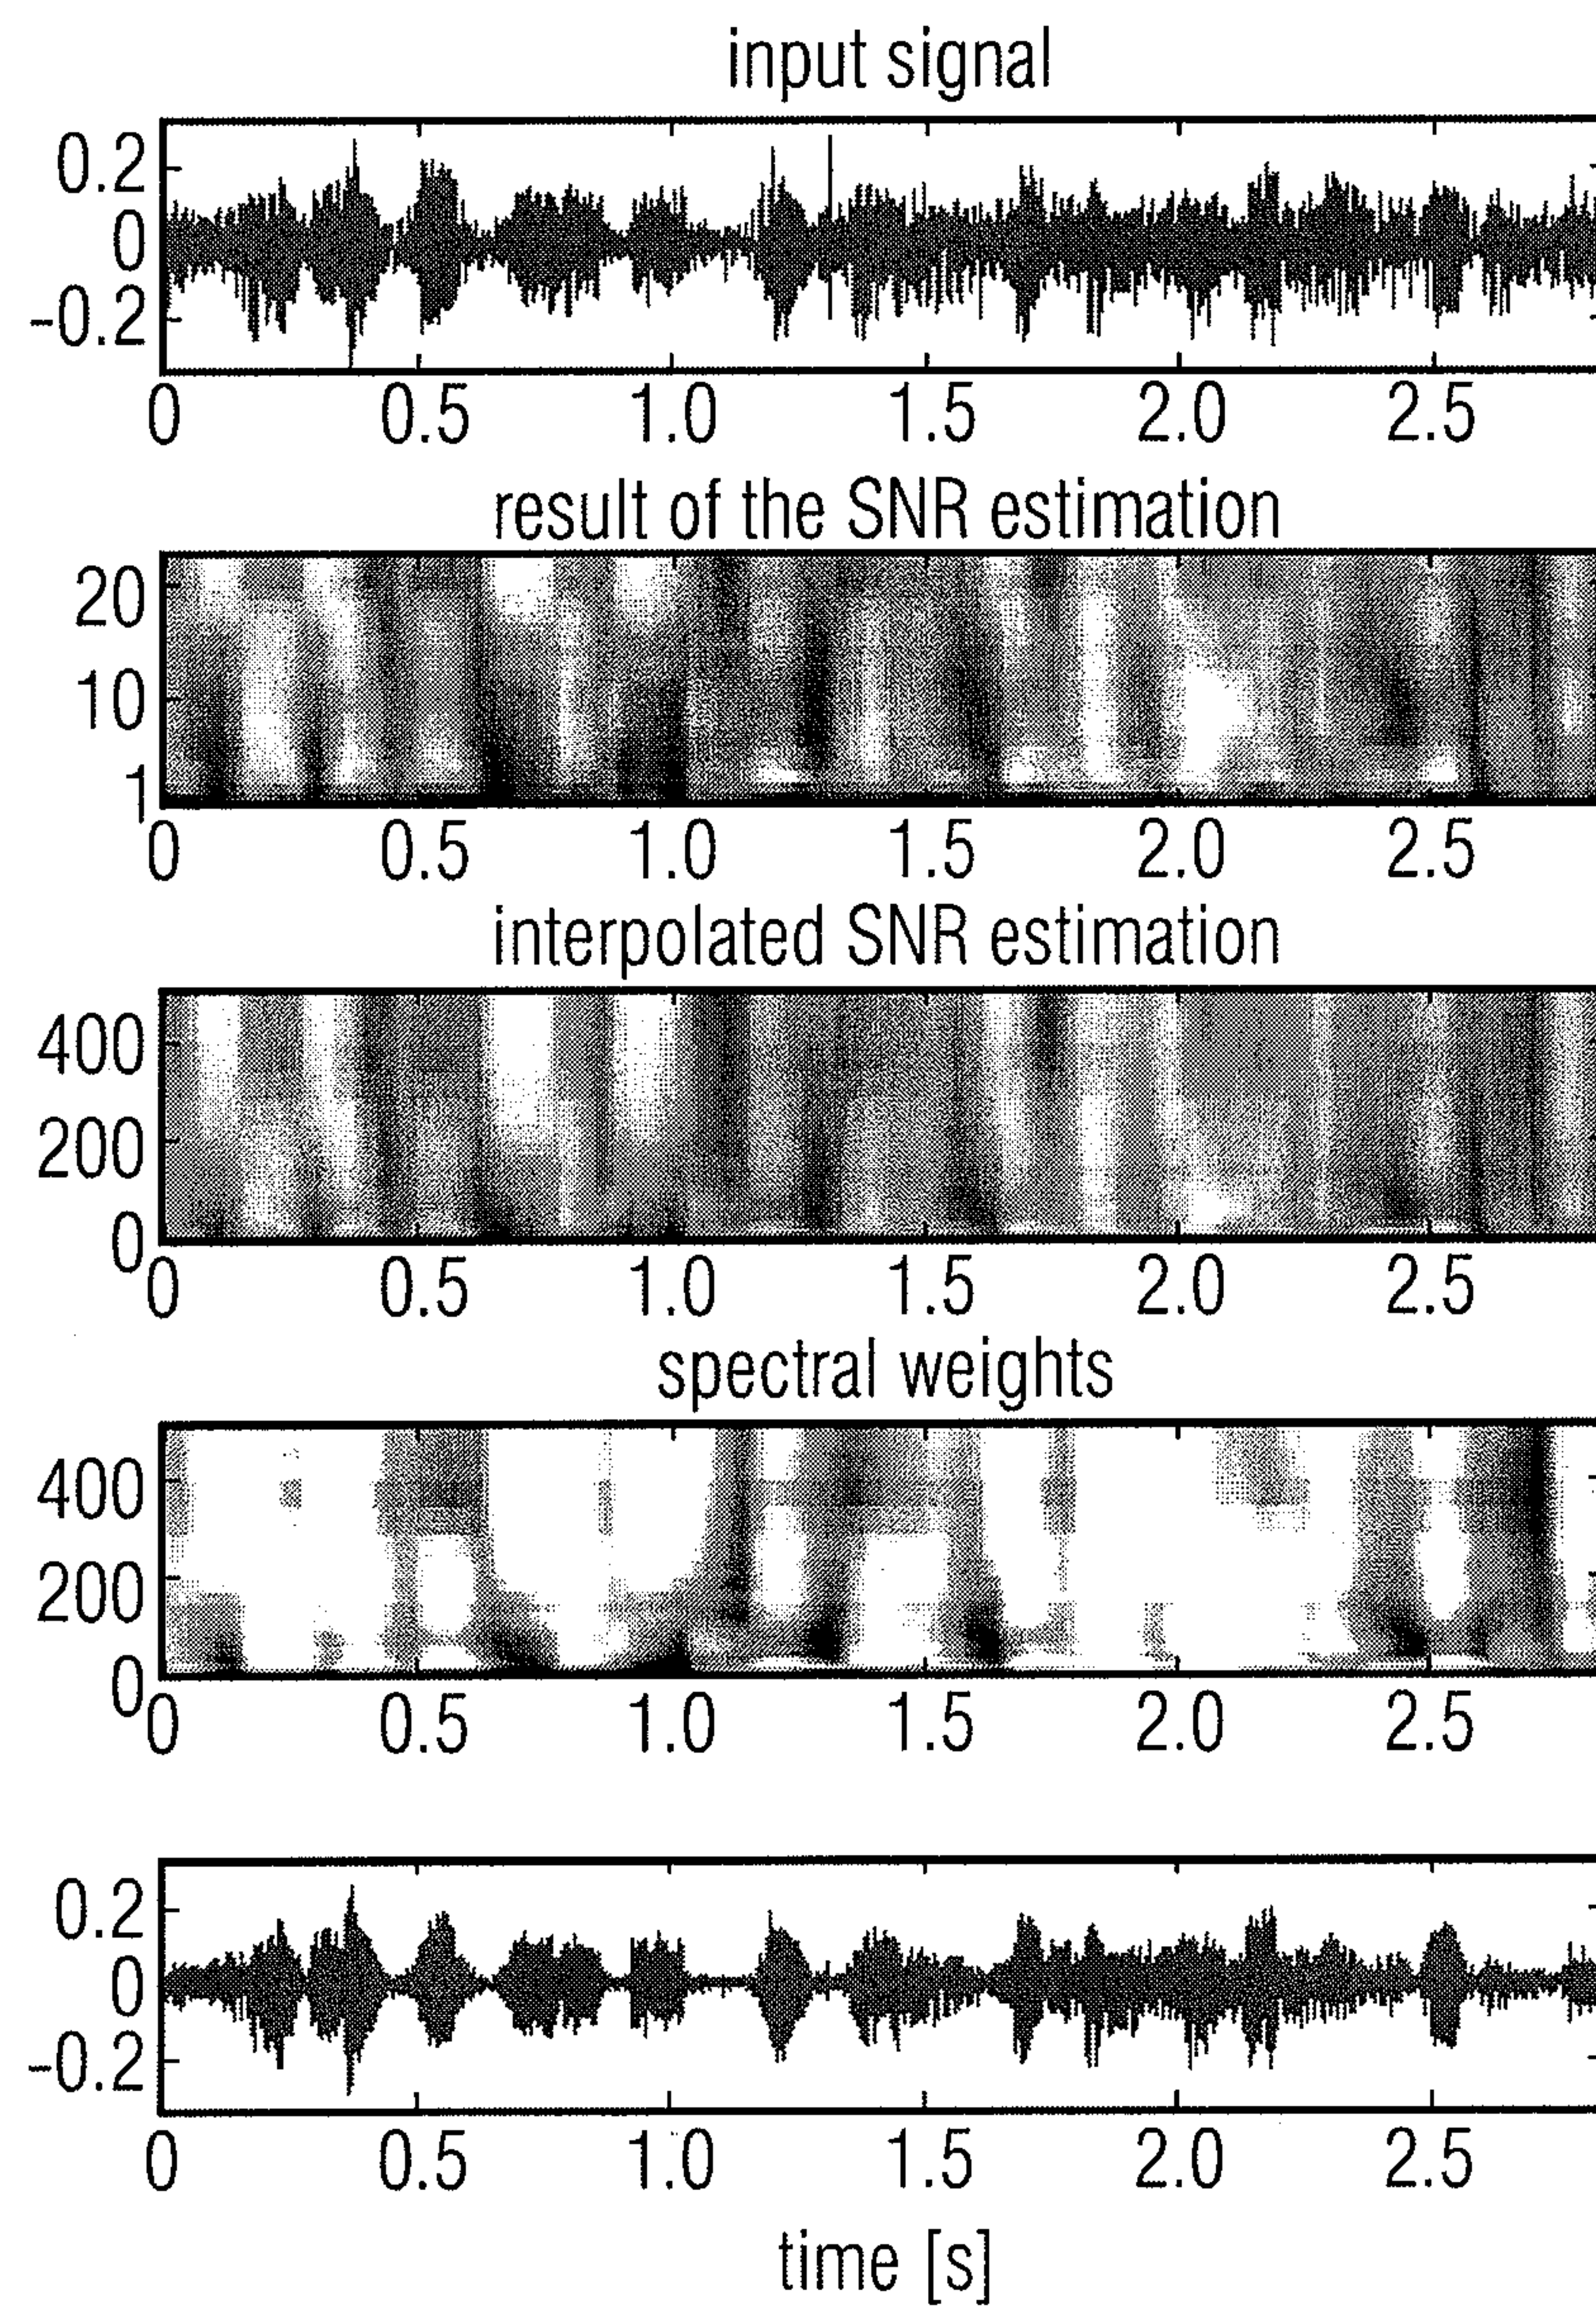 input signal
0.2
0
-0.2
0 0.5 1.0 1.5 2.0 2.5
result of the SNR estimation
20
10
1
0 0.5 1.0 1.5 2.0 2.5
interpolated SNR estimation
400
200
0
0 0.5 1.0 1.5 2.0 2.5
spectral weights
400
200
0
0 0.5 1.0 1.5 2.0 2.5
0.2
0
-0.2
0 0.5 1.0 1.5 2.0 2.5
time [s]